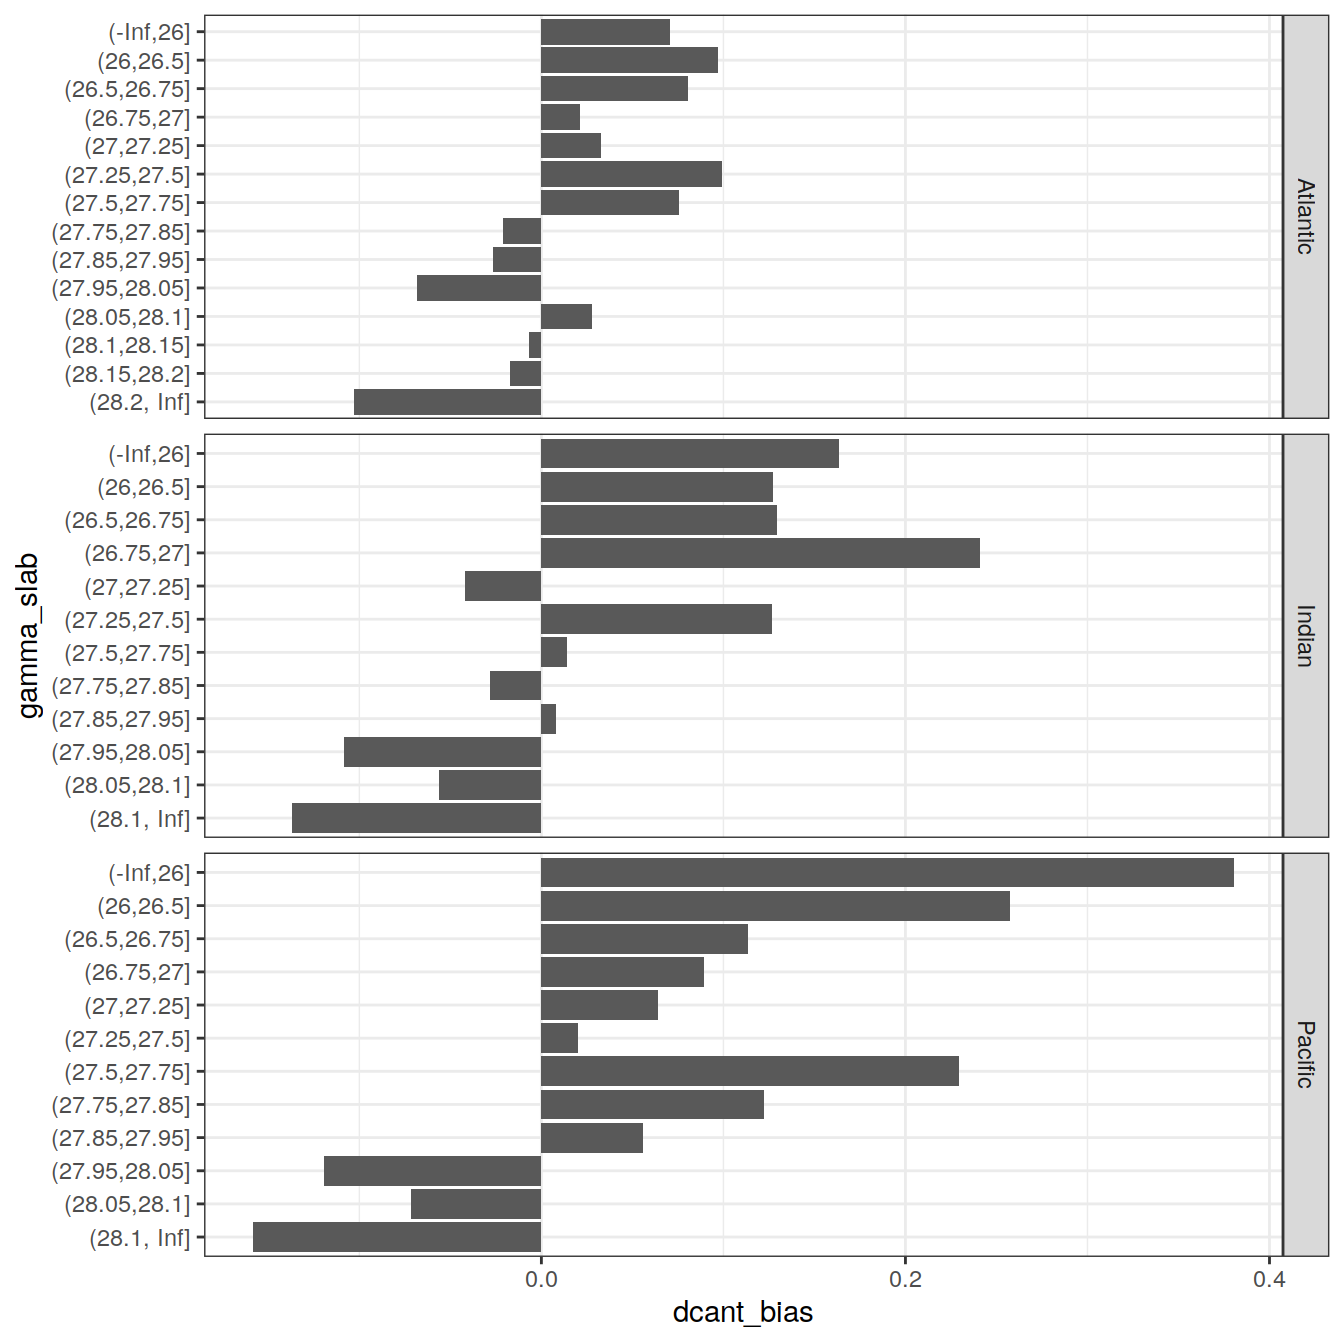 (-Inf,26]
(26,26.5]
(26.5,26.75]
(26.75,27]
(27,27.25]
(27.25,27.5]
(27.5,27.75]
(27.75,27.85]
(27.85,27.95]
(27.95,28.05]
(28.05,28.1]
(28.1,28.15]
(28.15,28.2]
(28.2, Inf]
Atlantic
(-Inf,26]
(26,26.5]
(26.5,26.75]
(26.75,27]
(27,27.25]
(27.25,27.5]
(27.5,27.75]
(27.75,27.85]
(27.85,27.95]
(27.95,28.05]
(28.05,28.1]
(28.1, Inf]
Indian
gamma_slab
(-Inf,26]
(26,26.5]
(26.5,26.75]
(26.75,27]
(27,27.25]
(27.25,27.5]
(27.5,27.75]
(27.75,27.85]
(27.85,27.95]
(27.95,28.05]
(28.05,28.1]
(28.1, Inf]
Pacific
0.0 0.2 0.4
dcant_bias